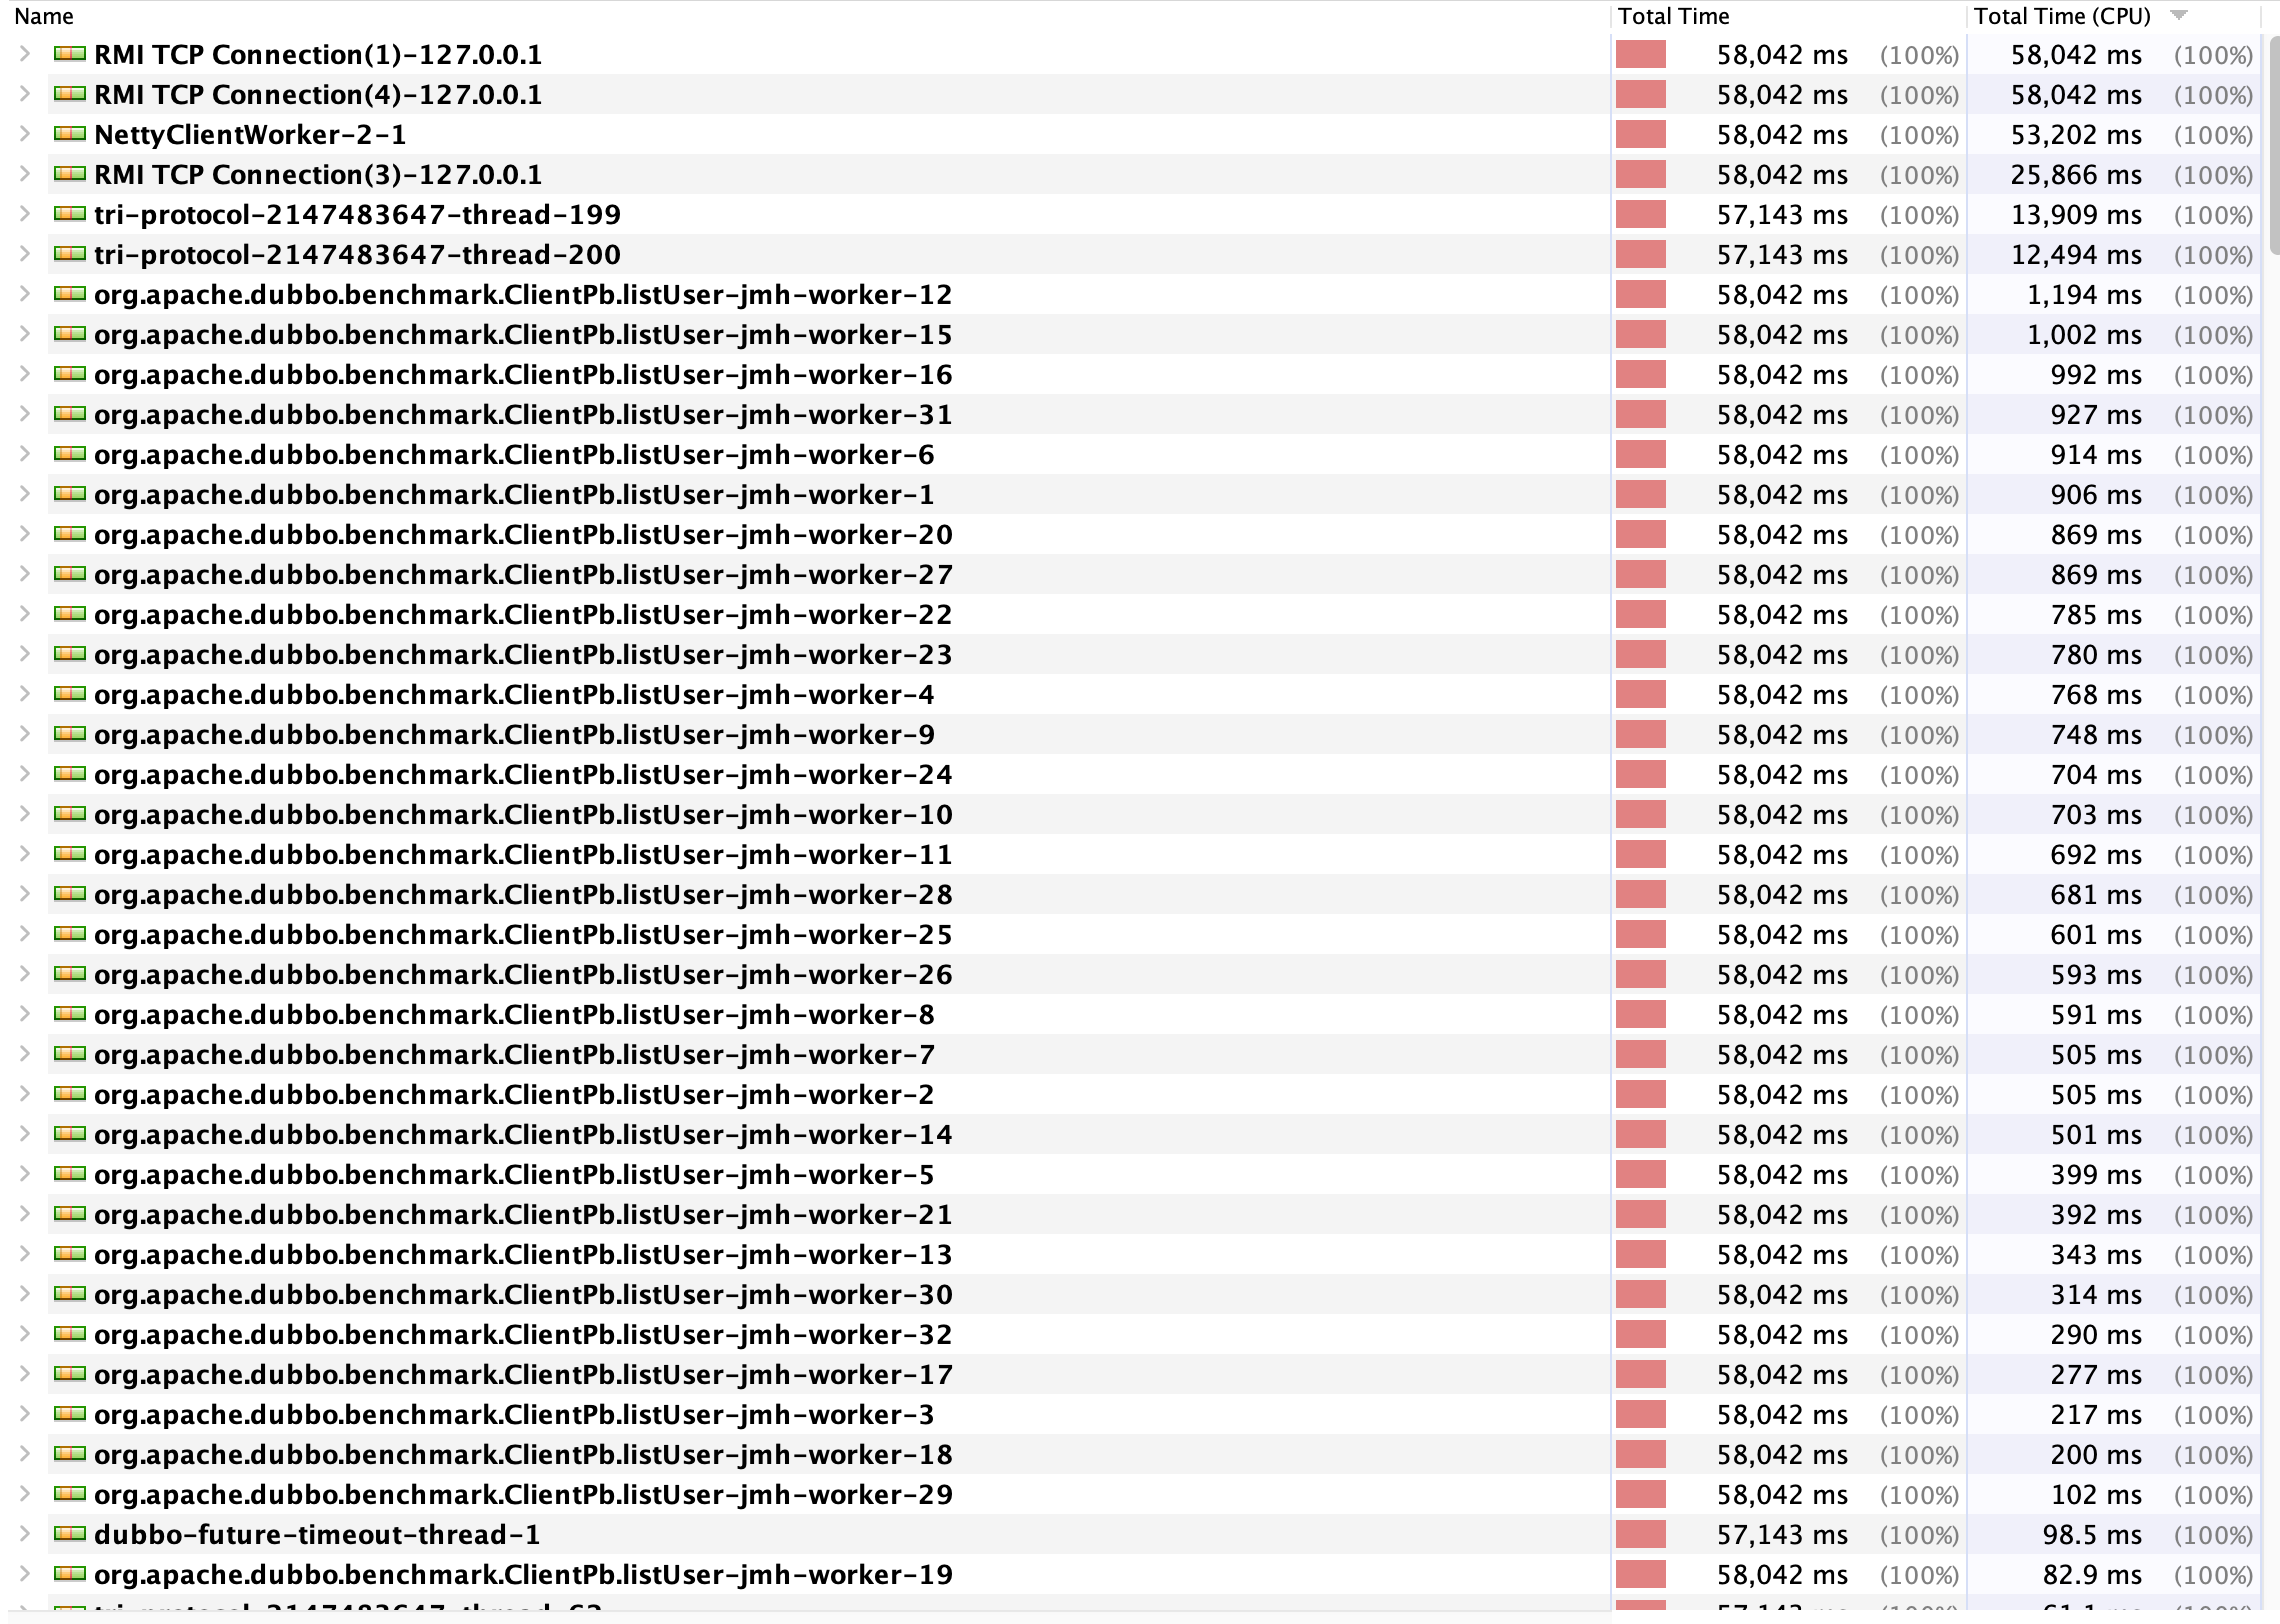 Name Total Time Total Time (CPU)
RMI TCP Connection(1)-127.0.0.1 58,042 ms (100%) 58,042 ms (100%)
RMI TCP Connection(4)-127.0.0.1 58,042 ms (100%) 58,042 ms (100%)
NettyClientWorker-2-1 58,042 ms (100%) 53,202 ms (100%)
RMI TCP Connection(3)-127.0.0.1 58,042 ms (100%) 25,866 ms (100%)
tri-protocol-2147483647-thread-199 57,143 ms (100%) 13,909 ms (100%)
tri-protocol-2147483647-thread-200 57,143 ms (100%) 12,494 ms (100%)
org.apache.dubbo.benchmark.ClientPb.listUser-jmh-worker-12 58,042 ms (100%) 1,194 ms (100%)
org.apache.dubbo.benchmark.ClientPb.listUser-jmh-worker-15 58,042 ms (100%) 1,002 ms (100%)
org.apache.dubbo.benchmark.ClientPb.listUser-jmh-worker-16 58,042 ms (100%) 992 ms (100%)
org.apache.dubbo.benchmark.ClientPb.listUser-jmh-worker-31 58,042 ms (100%) 927 ms (100%)
org.apache.dubbo.benchmark.ClientPb.listUser-jmh-worker-6 58,042 ms (100%) 914 ms (100%)
org.apache.dubbo.benchmark.ClientPb.listUser-jmh-worker-1 58,042 ms (100%) 906 ms (100%)
org.apache.dubbo.benchmark.ClientPb.listUser-jmh-worker-20 58,042 ms (100%) 869 ms (100%)
org.apache.dubbo.benchmark.ClientPb.listUser-jmh-worker-27 58,042 ms (100%) 869 ms (100%)
org.apache.dubbo.benchmark.ClientPb.listUser-jmh-worker-22 58,042 ms (100%) 785 ms (100%)
org.apache.dubbo.benchmark.ClientPb.listUser-jmh-worker-23 58,042 ms (100%) 780 ms (100%)
org.apache.dubbo.benchmark.ClientPb.listUser-jmh-worker-4 58,042 ms (100%) 768 ms (100%)
org.apache.dubbo.benchmark.ClientPb.listUser-jmh-worker-9 58,042 ms (100%) 748 ms (100%)
org.apache.dubbo.benchmark.ClientPb.listUser-jmh-worker-24 58,042 ms (100%) 704 ms (100%)
org.apache.dubbo.benchmark.ClientPb.listUser-jmh-worker-10 58,042 ms (100%) 703 ms (100%)
org.apache.dubbo.benchmark.ClientPb.listUser-jmh-worker-11 58,042 ms (100%) 692 ms (100%)
org.apache.dubbo.benchmark.ClientPb.listUser-jmh-worker-28 58,042 ms (100%) 681 ms (100%)
org.apache.dubbo.benchmark.ClientPb.listUser-jmh-worker-25 58,042 ms (100%) 601 ms (100%)
org.apache.dubbo.benchmark.ClientPb.listUser-jmh-worker-26 58,042 ms (100%) 593 ms (100%)
org.apache.dubbo.benchmark.ClientPb.listUser-jmh-worker-8 58,042 ms (100%) 591 ms (100%)
org.apache.dubbo.benchmark.ClientPb.listUser-jmh-worker-7 58,042 ms (100%) 505 ms (100%)
org.apache.dubbo.benchmark.ClientPb.listUser-jmh-worker-2 58,042 ms (100%) 505 ms (100%)
org.apache.dubbo.benchmark.ClientPb.listUser-jmh-worker-14 58,042 ms (100%) 501 ms (100%)
org.apache.dubbo.benchmark.ClientPb.listUser-jmh-worker-5 58,042 ms (100%) 399 ms (100%)
org.apache.dubbo.benchmark.ClientPb.listUser-jmh-worker-21 58,042 ms (100%) 392 ms (100%)
org.apache.dubbo.benchmark.ClientPb.listUser-jmh-worker-13 58,042 ms (100%) 343 ms (100%)
org.apache.dubbo.benchmark.ClientPb.listUser-jmh-worker-30 58,042 ms (100%) 314 ms (100%)
org.apache.dubbo.benchmark.ClientPb.listUser-jmh-worker-32 58,042 ms (100%) 290 ms (100%)
org.apache.dubbo.benchmark.ClientPb.listUser-jmh-worker-17 58,042 ms (100%) 277 ms (100%)
org.apache.dubbo.benchmark.ClientPb.listUser-jmh-worker-3 58,042 ms (100%) 217 ms (100%)
org.apache.dubbo.benchmark.ClientPb.listUser-jmh-worker-18 58,042 ms (100%) 200 ms (100%)
org.apache.dubbo.benchmark.ClientPb.listUser-jmh-worker-29 58,042 ms (100%) 102 ms (100%)
dubbo-future-timeout-thread-1 57,143 ms (100%) 98.5 ms (100%)
org.apache.dubbo.benchmark.ClientPb.listUser-jmh-worker-19 58,042 ms (100%) 82.9 ms (100%)